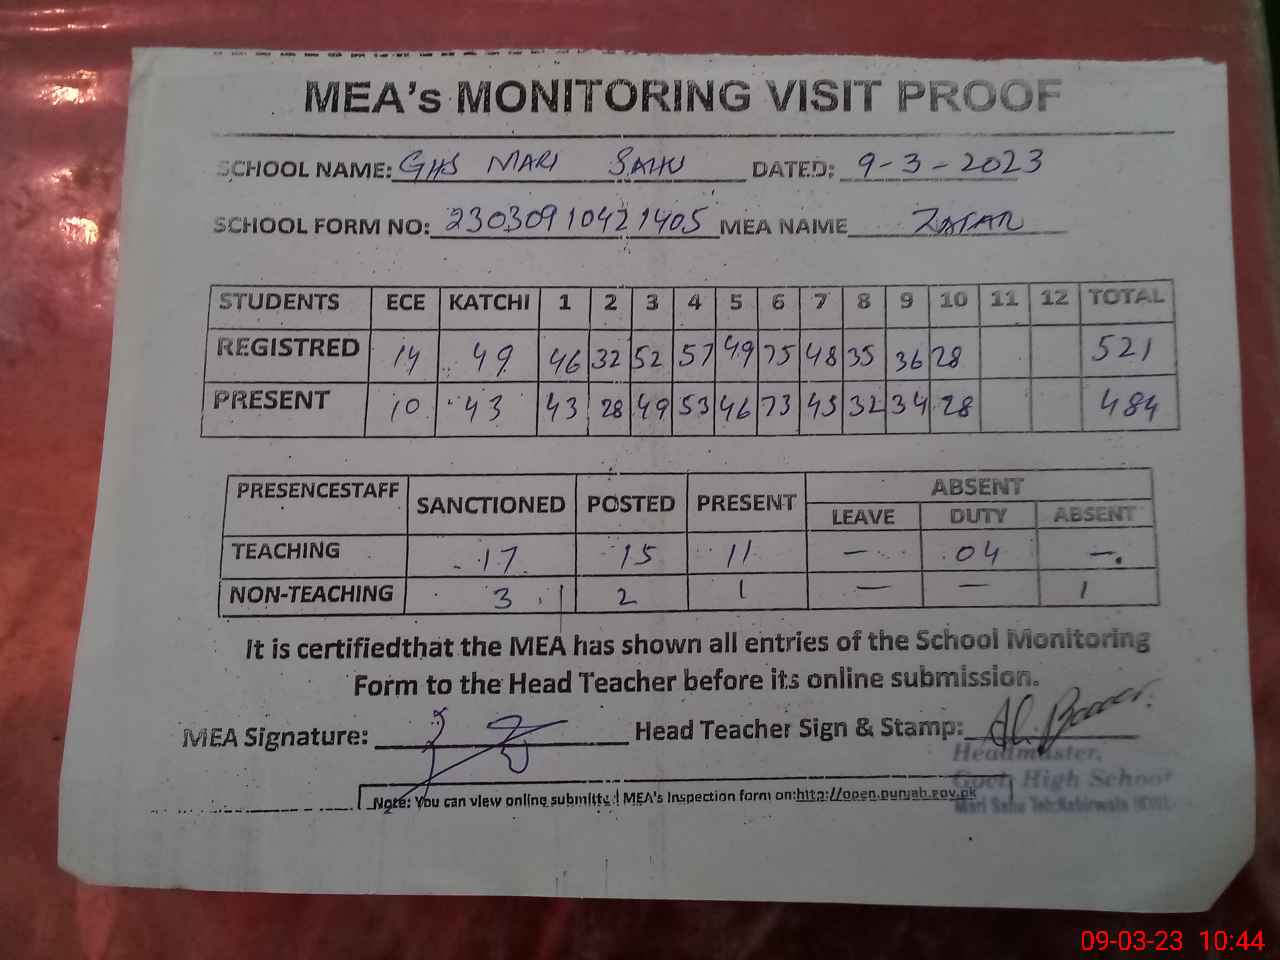 MEA's MONITORING VISIT PROOF
SCHOOL NAME: GHS MARI SAHU DATED: 9-3-2023
SCHOOL FORM NO: 23030910421405 MEA NAME ZAFAR
STUDENTS ECE KATCHI 1 2 3 4 5 6 7 8 9 10 11 12 TOTAL
REGISTRED 14 49 46 32 52 57 49 75 48 35 36 28 521
PRESENT 10 43 43 28 49 53 46 73 45 32 34 28 484
PRESENCESTAFF SANCTIONED POSTED PRESENT ABSENT
LEAVE DUTY ABSENT
TEACHING 17 15 11 — 04 —
NON-TEACHING 3 2 1 — — 1
It is certifiedthat the MEA has shown all entries of the School Monitoring
Form to the Head Teacher before its online submission.
MEA Signature: Head Teacher Sign & Stamp:
Headmaster,
Govt, High School
Mari Sahu Teh:Kabirwala
Note: You can view online submitted MEA's Inspection form on:http://open.punjab.gov.pk
09-03-23 10:44